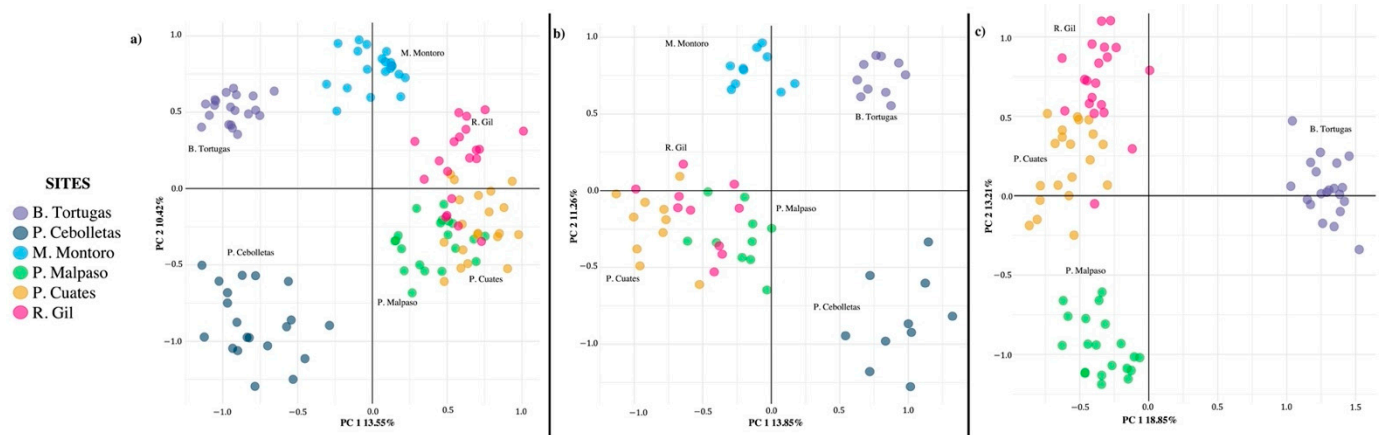 SITES
B. Tortugas
P. Cebolletas
M. Montoro
P. Malpaso
P. Cuates
R. Gil
a)
1.0
0.5
0.0
−0.5
−1.0
PC 2 10.42%
M. Montoro
B. Tortugas
R. Gil
P. Cebolletas
P. Cuates
P. Malpaso
−1.0
−0.5
0.0
0.5
1.0
PC 1 13.55%
b)
1.0
0.5
0.0
−0.5
−1.0
PC 2 11.26%
M. Montoro
B. Tortugas
R. Gil
P. Malpaso
P. Cuates
P. Cebolletas
−1.0
−0.5
0.0
0.5
1.0
PC 1 13.85%
c)
1.0
0.5
0.0
−0.5
−1.0
PC 2 13.21%
R. Gil
B. Tortugas
P. Cuates
P. Malpaso
−0.5
0.0
0.5
1.0
1.5
PC 1 18.85%